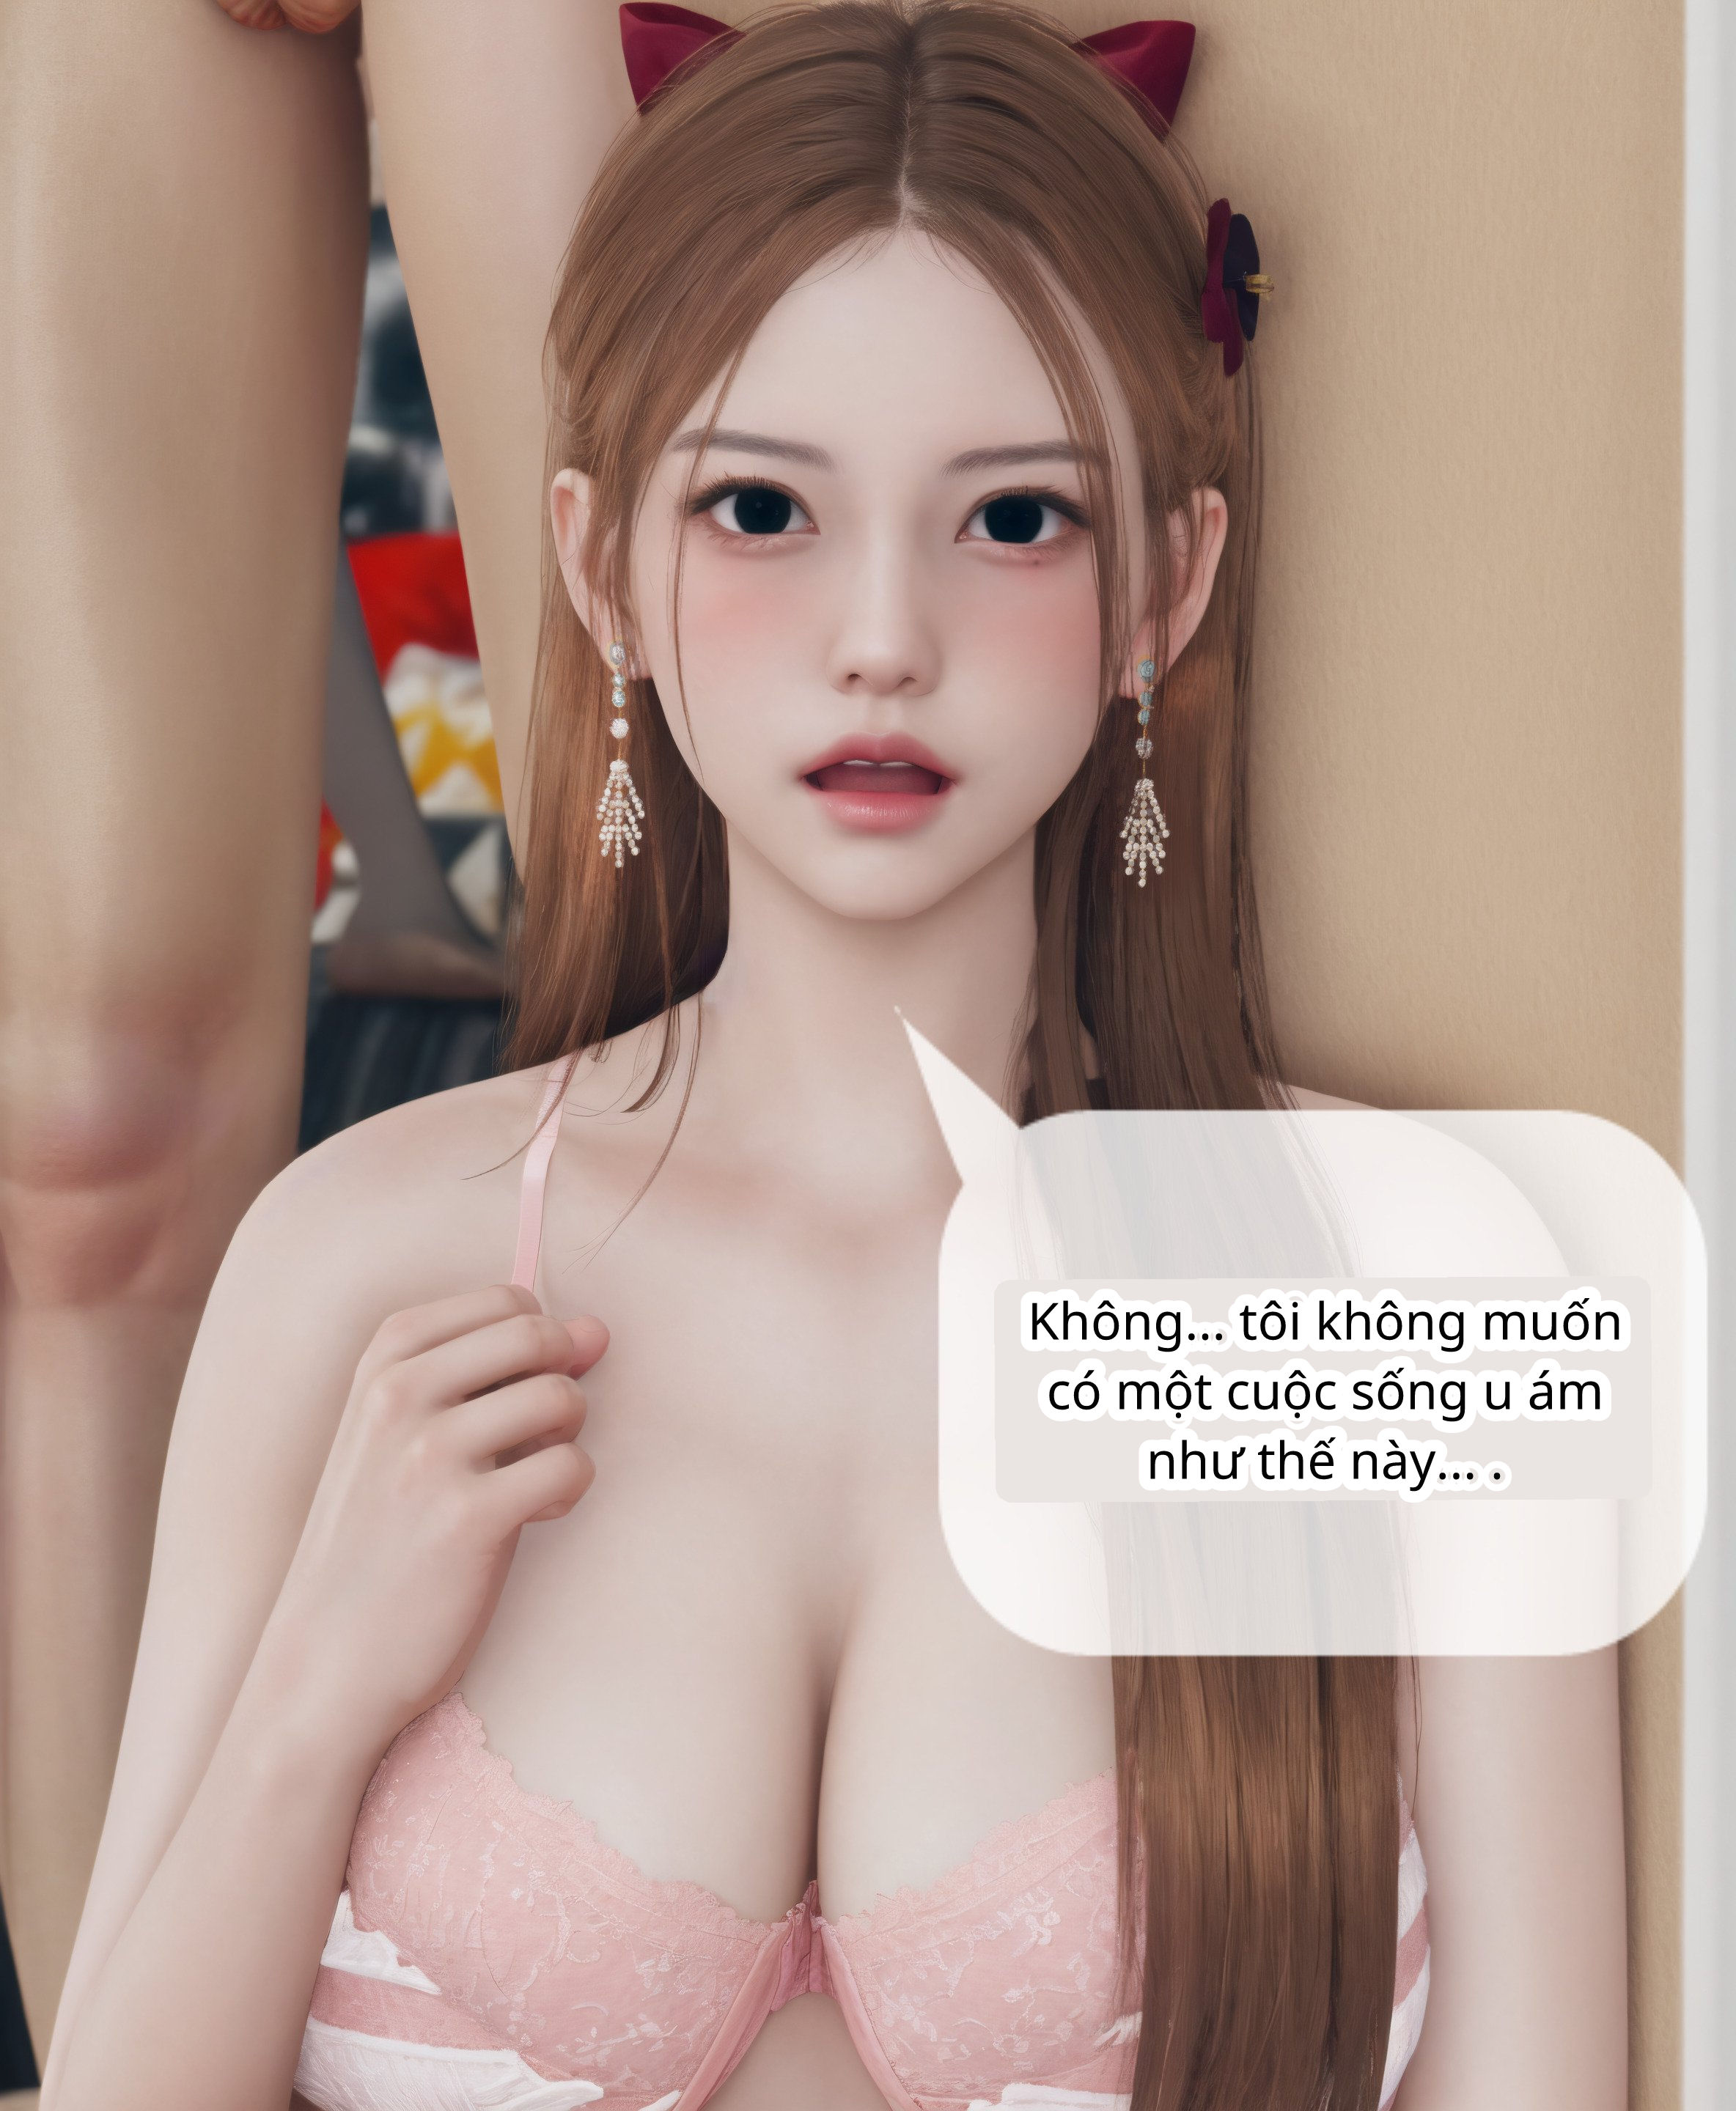 Không... tôi không muốn
có một cuộc sống u ám
như thế này... .